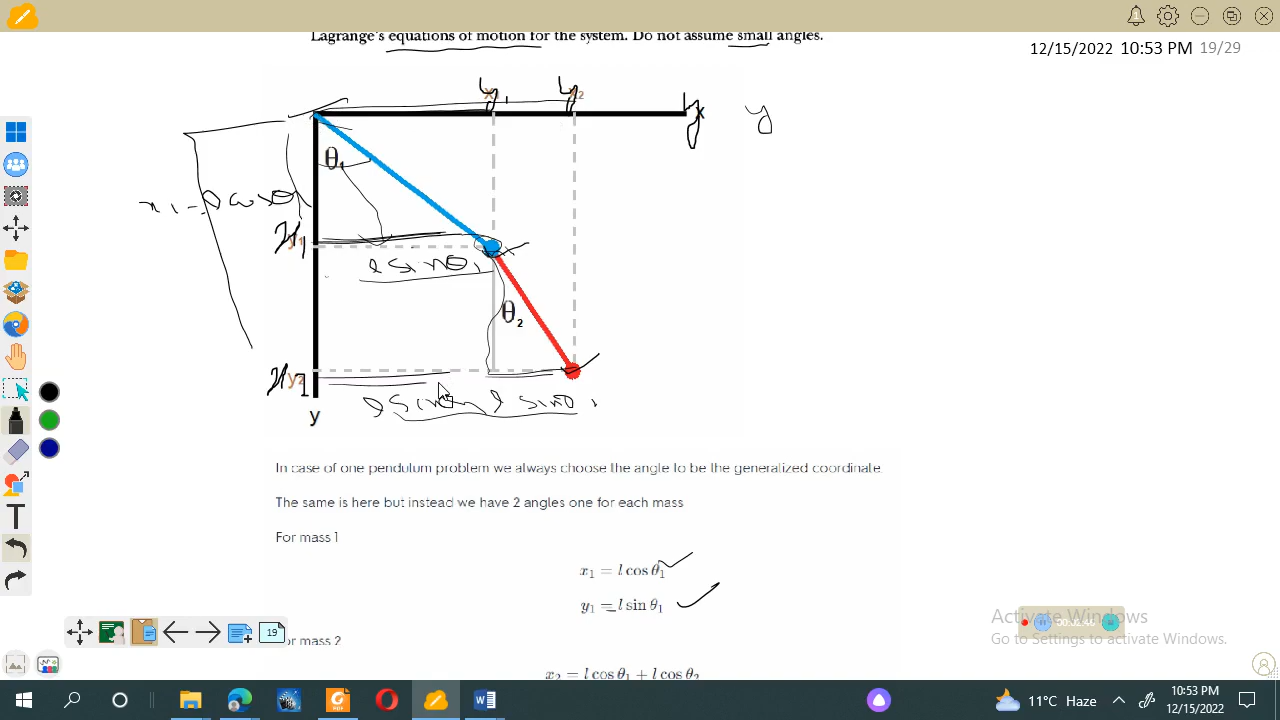 Lagrange's equations of motion for the system. Do not assume small angles.
12/15/2022 10:53 PM 19/29
y
θ₁
l sinθ₁
θ₂
y2
y
In case of one pendulum problem we always choose the angle to be the generalized coordinate.
The same is here but instead we have 2 angles one for each mass
For mass 1
x₁ = l cos θ₁
y₁ = l sin θ₁
or mass 2
x₂ = l cos θ₁ + l cos θ₂
Activate Windows
Go to Settings to activate Windows.
19
T
11°C Haze
10:53 PM
12/15/2022